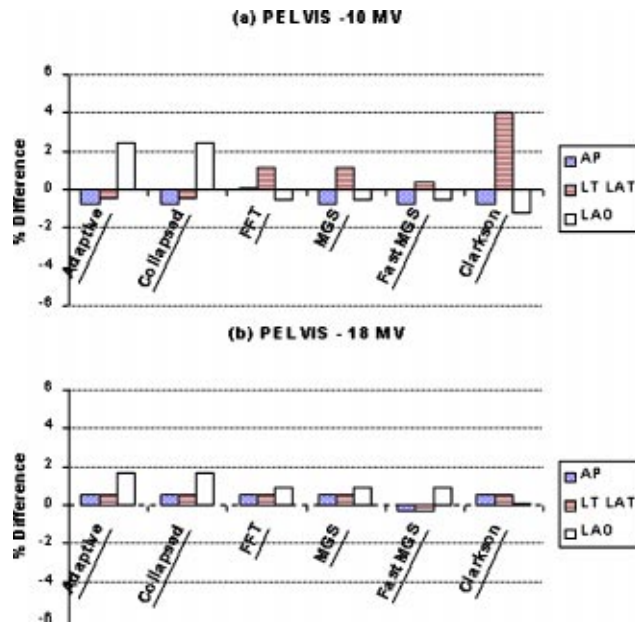 (a) PELVIS -10 MV
6
4
2
0
-2
-4
-6
% Difference
Adaptive
Collapsed
FFT
MGS
Fast MGS
Clarkson
AP
LT LAT
LAO
(b) PELVIS - 18 MV
6
4
2
0
-2
-4
-6
% Difference
Adaptive
Collapsed
FFT
MGS
Fast MGS
Clarkson
AP
LT LAT
LAO